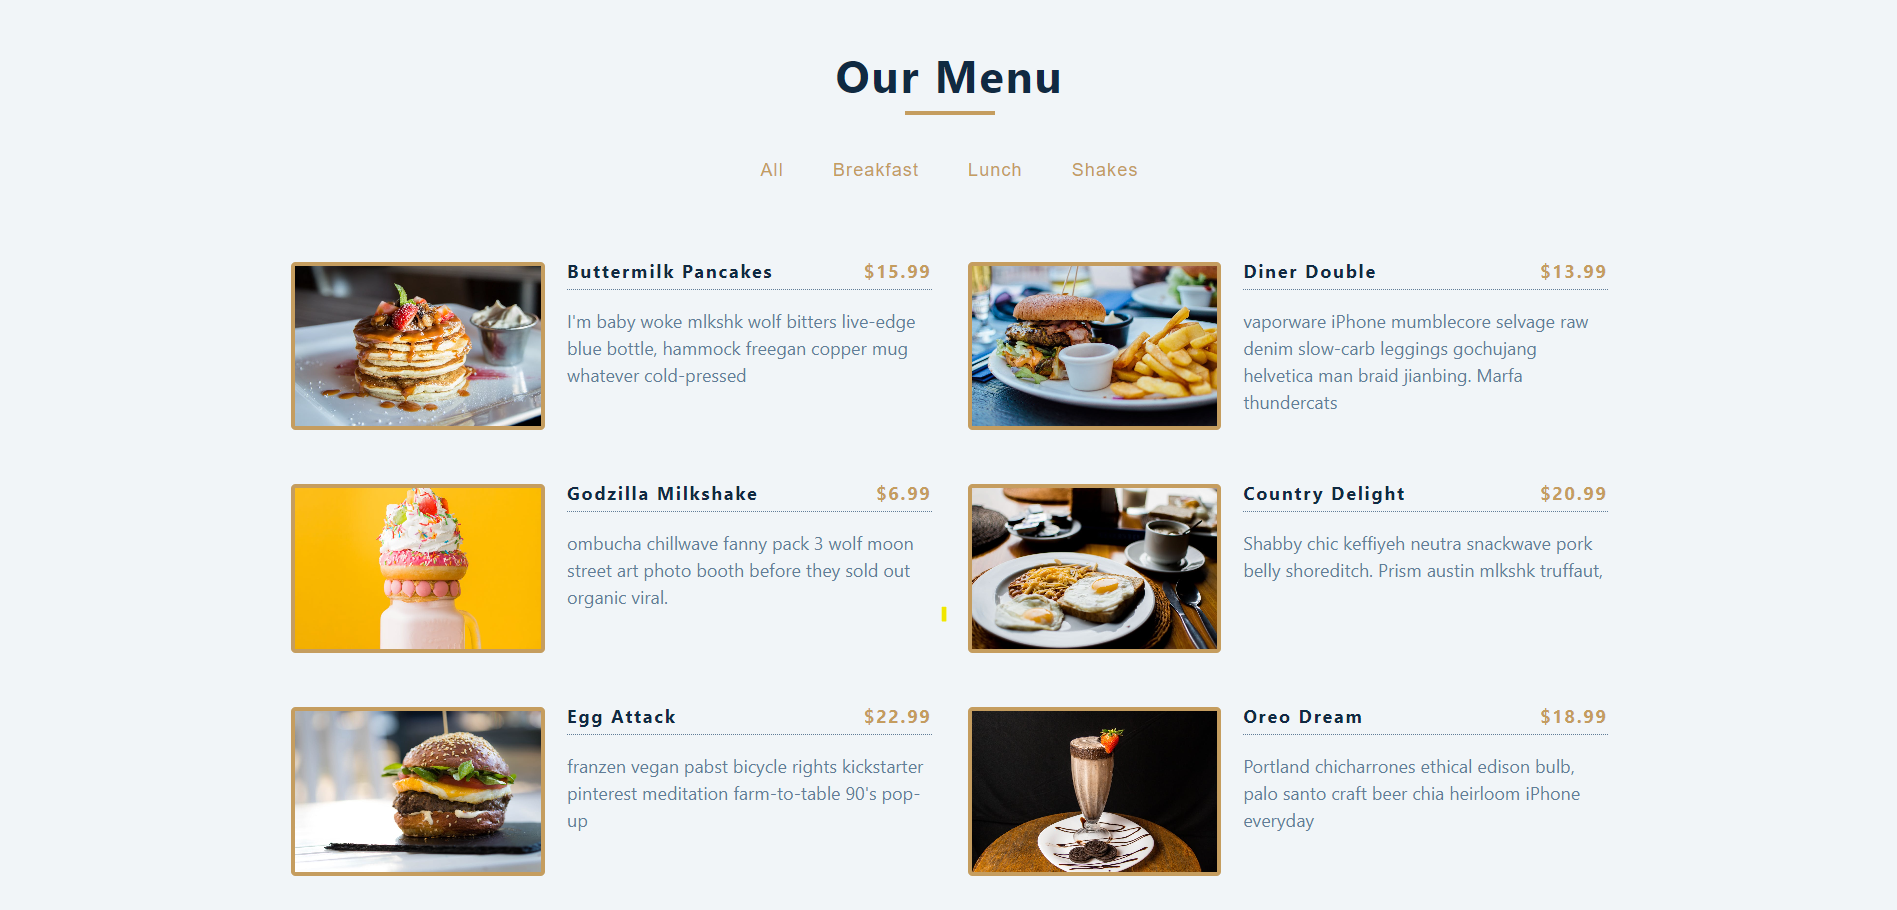 Our Menu
All Breakfast Lunch Shakes
Buttermilk Pancakes $15.99
I'm baby woke mlkshk wolf bitters live-edge
blue bottle, hammock freegan copper mug
whatever cold-pressed
Diner Double $13.99
vaporware iPhone mumblecore selvage raw
denim slow-carb leggings gochujang
helvetica man braid jianbing. Marfa
thundercats
Godzilla Milkshake $6.99
ombucha chillwave fanny pack 3 wolf moon
street art photo booth before they sold out
organic viral.
Country Delight $20.99
Shabby chic keffiyeh neutra snackwave pork
belly shoreditch. Prism austin mlkshk truffaut,
Egg Attack $22.99
franzen vegan pabst bicycle rights kickstarter
pinterest meditation farm-to-table 90's pop-
up
Oreo Dream $18.99
Portland chicharrones ethical edison bulb,
palo santo craft beer chia heirloom iPhone
everyday